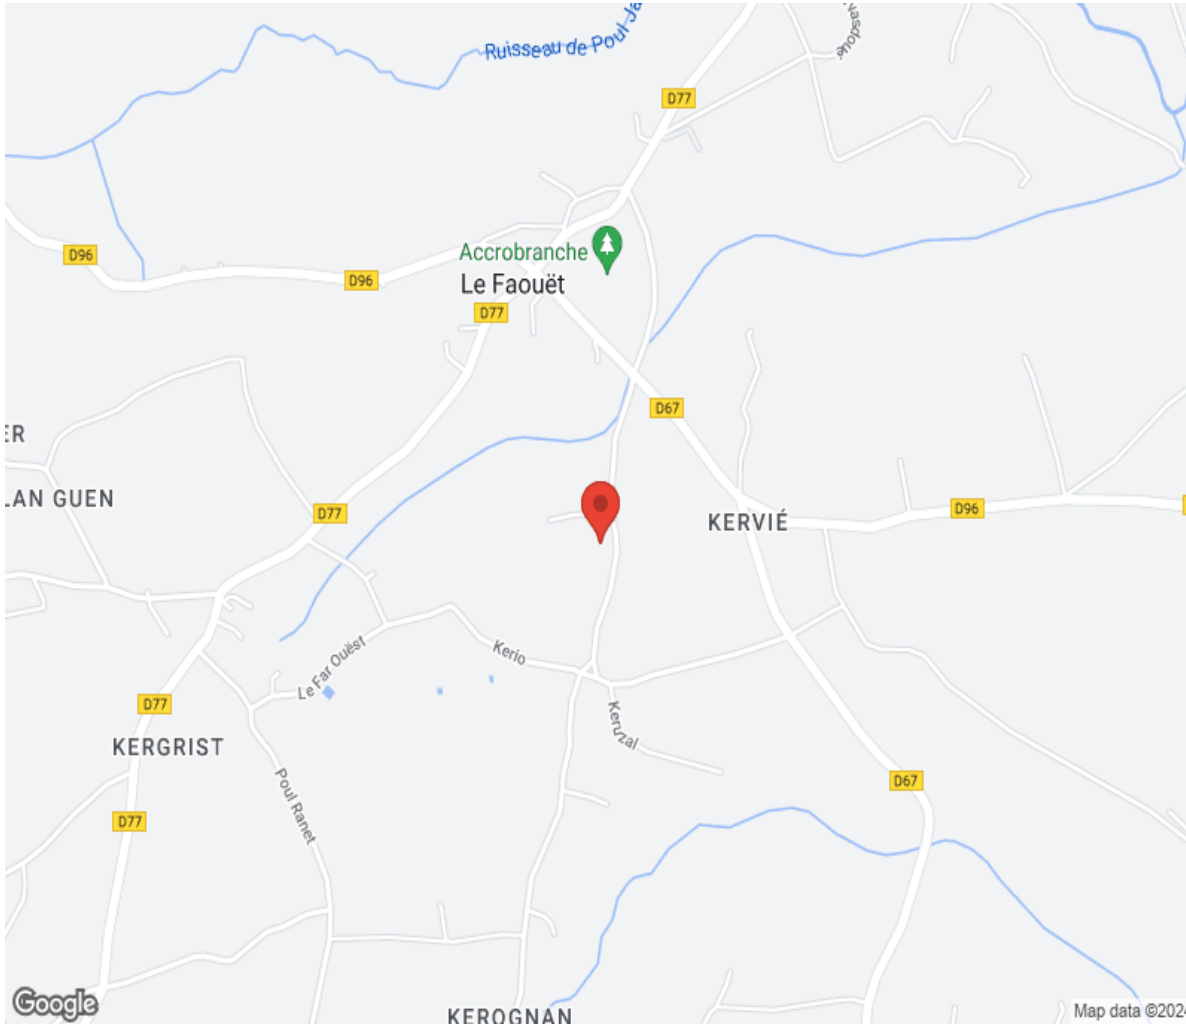 Nasdoué
Ruisseau de Poul-Ja
D77
Accrobranche
D96
Le Faouët
D96
D77
D67
ER
LAN GUEN
D77
D96
KERVIÉ
Kerio
Le Far Ouëst
D77
Keruzal
KERGRIST
D67
Poul Ranet
D77
Google
KEROGNAN
Map data ©2024